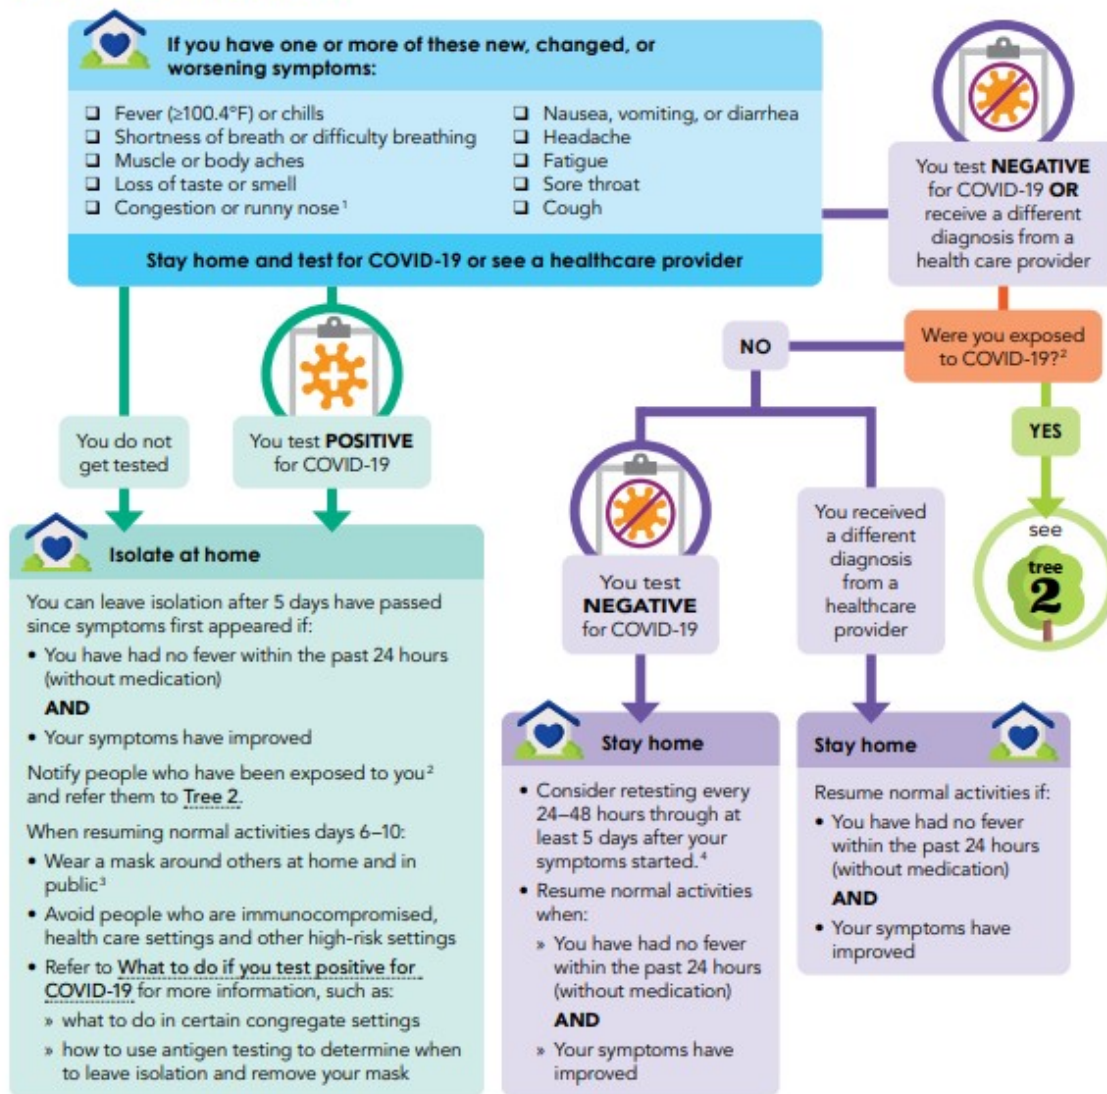 If you have one or more of these new, changed, or
worsening symptoms:
❑ Fever (≥100.4°F) or chills
❑ Shortness of breath or difficulty breathing
❑ Muscle or body aches
❑ Loss of taste or smell
❑ Congestion or runny nose¹
❑ Nausea, vomiting, or diarrhea
❑ Headache
❑ Fatigue
❑ Sore throat
❑ Cough
Stay home and test for COVID-19 or see a healthcare provider
You test NEGATIVE
for COVID-19 OR
receive a different
diagnosis from a
health care provider
Were you exposed
to COVID-19?²
NO
YES
see
tree
2
You do not
get tested
You test POSITIVE
for COVID-19
You test
NEGATIVE
for COVID-19
You received
a different
diagnosis
from a
healthcare
provider
Isolate at home
You can leave isolation after 5 days have passed
since symptoms first appeared if:
• You have had no fever within the past 24 hours
(without medication)
AND
• Your symptoms have improved
Notify people who have been exposed to you²
and refer them to Tree 2.
When resuming normal activities days 6–10:
• Wear a mask around others at home and in
public³
• Avoid people who are immunocompromised,
health care settings and other high-risk settings
• Refer to What to do if you test positive for
COVID-19 for more information, such as:
» what to do in certain congregate settings
» how to use antigen testing to determine when
to leave isolation and remove your mask
Stay home
• Consider retesting every
24–48 hours through at
least 5 days after your
symptoms started.⁴
• Resume normal activities
when:
» You have had no fever
within the past 24 hours
(without medication)
AND
» Your symptoms have
improved
Stay home
Resume normal activities if:
• You have had no fever
within the past 24 hours
(without medication)
AND
• Your symptoms have
improved